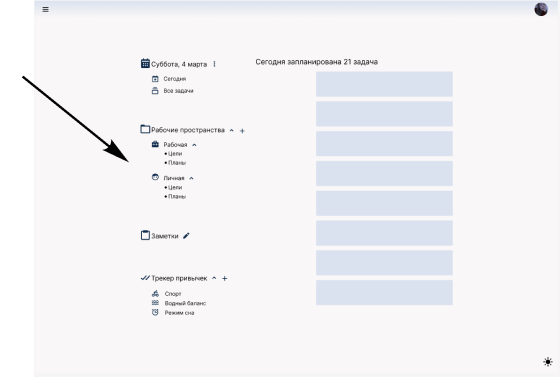 Суббота, 4 марта
Сегодня запланирована 21 задача
Сегодня
Все задачи
Рабочие пространства
Рабочая
Цели
Планы
Личная
Цели
Планы
Заметки
Трекер привычек
Спорт
Водный баланс
Режим сна